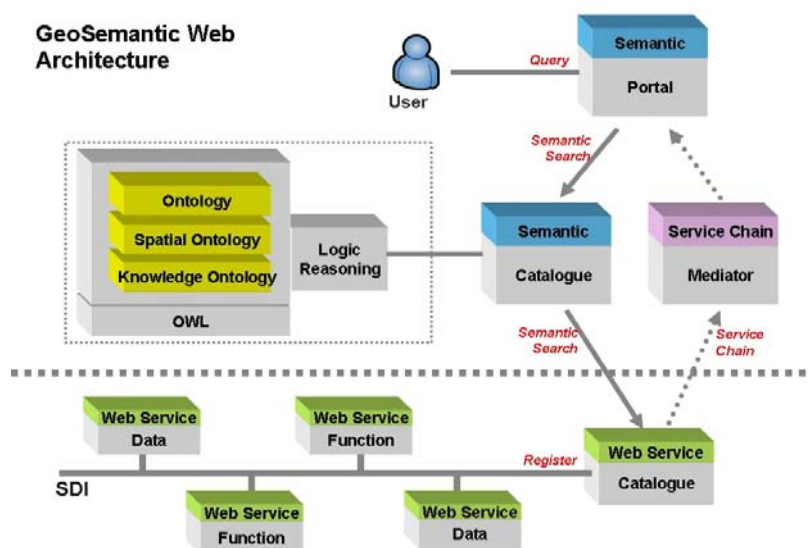 GeoSemantic Web
Architecture
User
Query
Semantic
Portal
Semantic
Search
Ontology
Spatial Ontology
Knowledge Ontology
OWL
Logic
Reasoning
Semantic
Catalogue
Service Chain
Mediator
Semantic
Search
Service
Chain
Web Service
Data
Web Service
Function
Register
Web Service
Catalogue
SDI
Web Service
Function
Web Service
Data